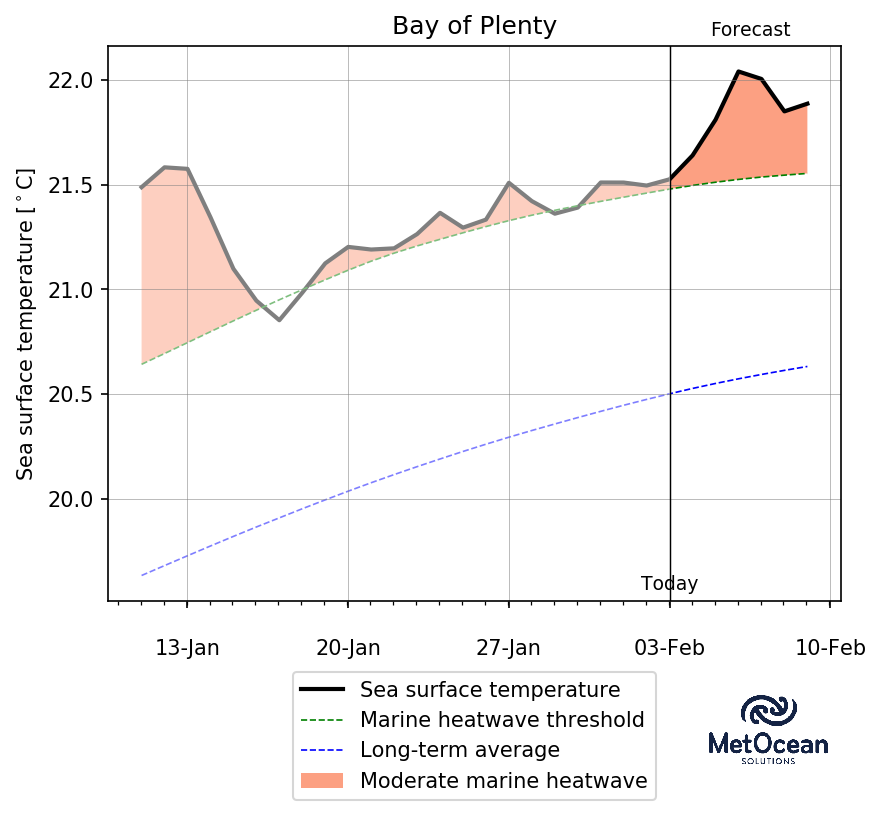 Bay of Plenty
Forecast
Sea surface temperature [°C]
22.0
21.5
21.0
20.5
20.0
Today
13-Jan
20-Jan
27-Jan
03-Feb
10-Feb
Sea surface temperature
Marine heatwave threshold
Long-term average
Moderate marine heatwave
MetOcean
SOLUTIONS